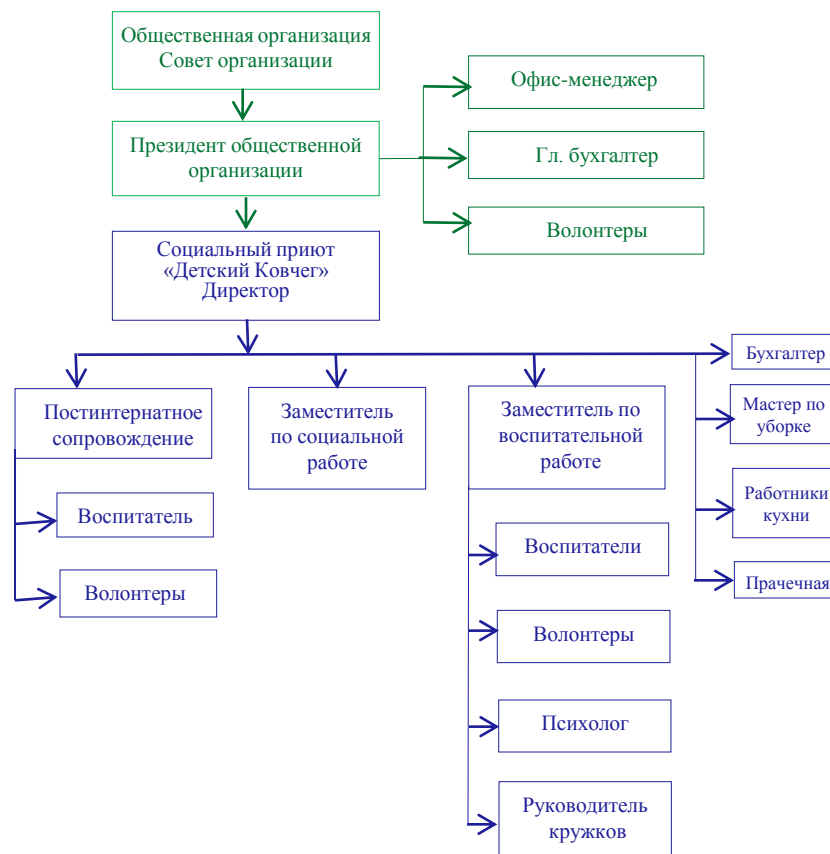 Общественная организация
Совет организации
Офис-менеджер
Президент общественной
организации
Гл. бухгалтер
Волонтеры
Социальный приют
«Детский Ковчег»
Директор
Бухгалтер
Постинтернатное
сопровождение
Заместитель
по социальной
работе
Заместитель по
воспитательной
работе
Мастер по
уборке
Работники
кухни
Прачечная
Воспитатель
Волонтеры
Воспитатели
Волонтеры
Психолог
Руководитель
кружков